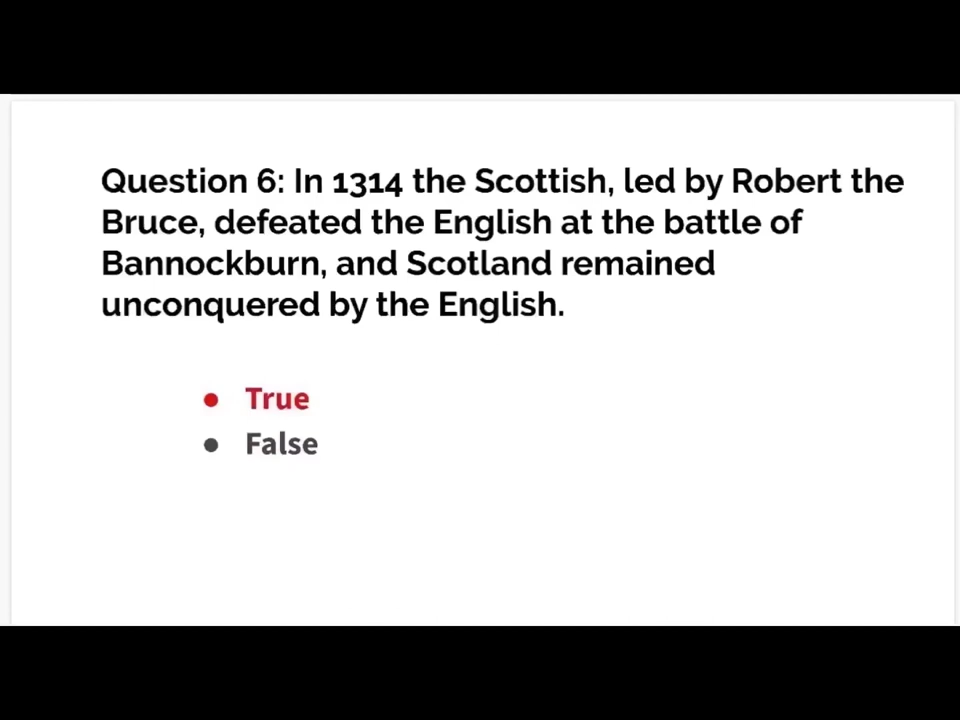 Question 6: In 1314 the Scottish, led by Robert the
Bruce, defeated the English at the battle of
Bannockburn, and Scotland remained
unconquered by the English.
● True
● False